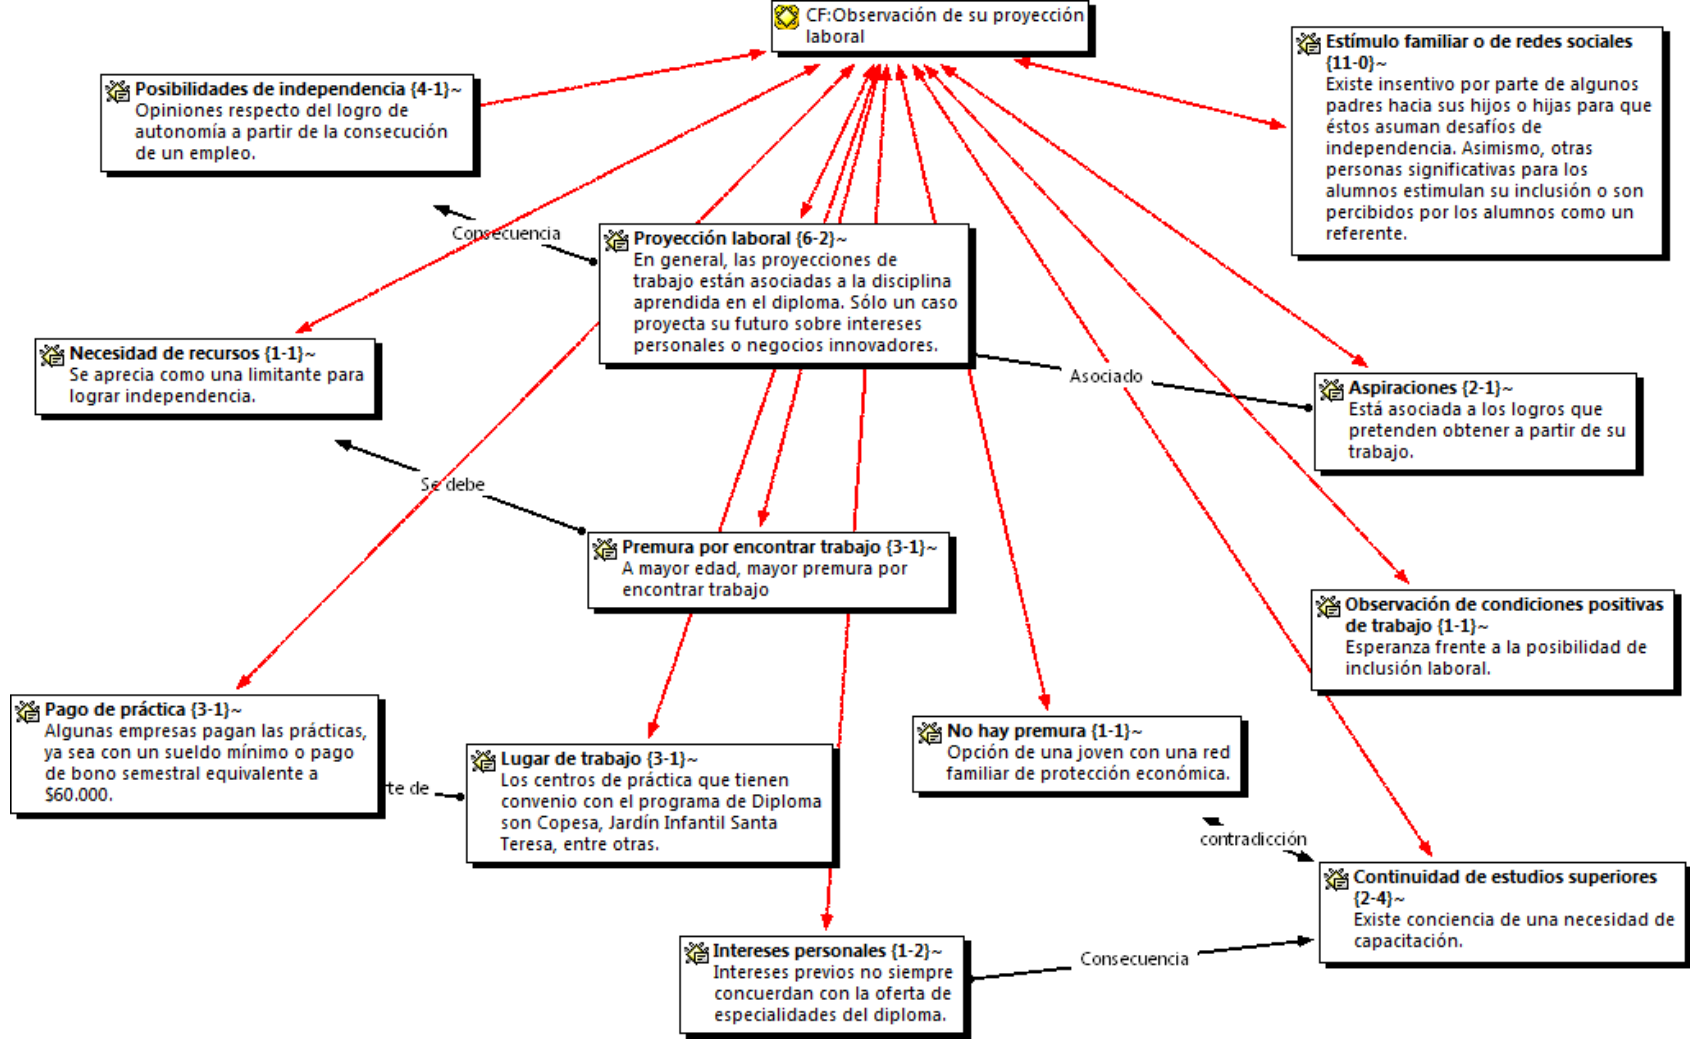 CF:Observación de su proyección
laboral
Estímulo familiar o de redes sociales
{11-0}~
Existe insentivo por parte de algunos
padres hacia sus hijos o hijas para que
éstos asuman desafíos de
independencia. Asimismo, otras
personas significativas para los
alumnos estimulan su inclusión o son
percibidos por los alumnos como un
referente.
Posibilidades de independencia {4-1}~
Opiniones respecto del logro de
autonomía a partir de la consecución
de un empleo.
Consecuencia
Proyección laboral {6-2}~
En general, las proyecciones de
trabajo están asociadas a la disciplina
aprendida en el diploma. Sólo un caso
proyecta su futuro sobre intereses
personales o negocios innovadores.
Necesidad de recursos {1-1}~
Se aprecia como una limitante para
lograr independencia.
Asociado
Aspiraciones {2-1}~
Está asociada a los logros que
pretenden obtener a partir de su
trabajo.
Se debe
Premura por encontrar trabajo {3-1}~
A mayor edad, mayor premura por
encontrar trabajo
Observación de condiciones positivas
de trabajo {1-1}~
Esperanza frente a la posibilidad de
inclusión laboral.
Pago de práctica {3-1}~
Algunas empresas pagan las prácticas,
ya sea con un sueldo mínimo o pago
de bono semestral equivalente a
$60.000.
te de
Lugar de trabajo {3-1}~
Los centros de práctica que tienen
convenio con el programa de Diploma
son Copesa, Jardín Infantil Santa
Teresa, entre otras.
No hay premura {1-1}~
Opción de una joven con una red
familiar de protección económica.
contradicción
Continuidad de estudios superiores
{2-4}~
Existe conciencia de una necesidad de
capacitación.
Intereses personales {1-2}~
Intereses previos no siempre
concuerdan con la oferta de
especialidades del diploma.
Consecuencia